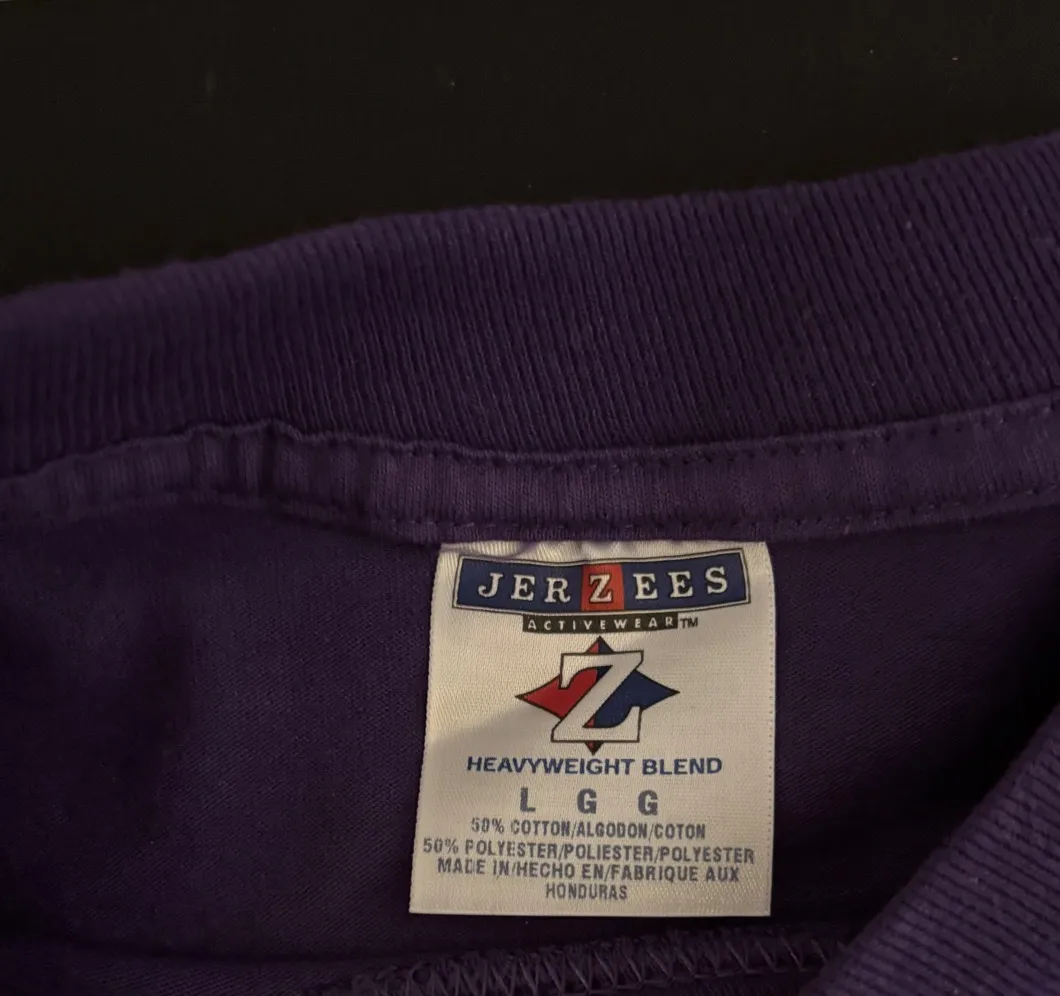 JERZEES
ACTIVEWEAR™
Z
HEAVYWEIGHT BLEND
L G G
50% COTTON/ALGODON/COTON
50% POLYESTER/POLIESTER/POLYESTER
MADE IN/HECHO EN/FABRIQUE AUX
HONDURAS